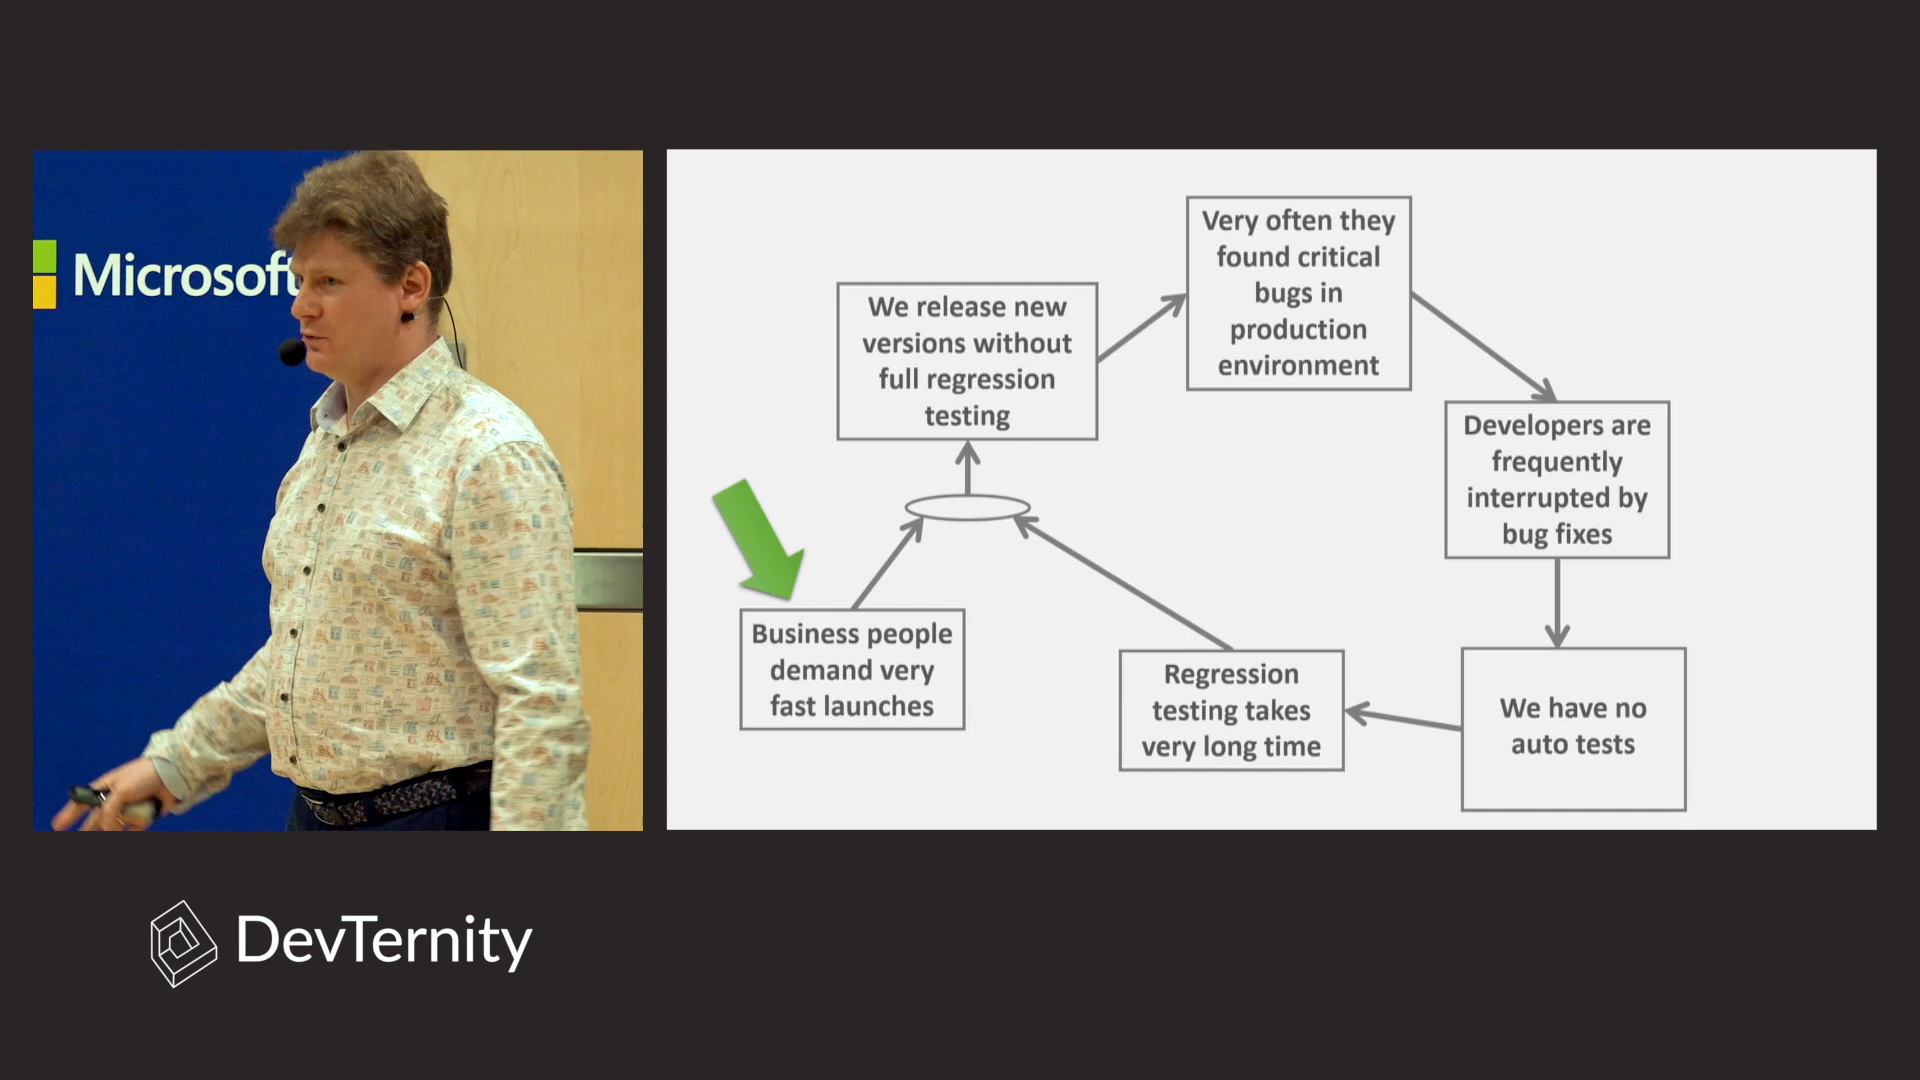 Microsoft
Very often they
found critical
bugs in
production
environment
We release new
versions without
full regression
testing
Developers are
frequently
interrupted by
bug fixes
Business people
demand very
fast launches
Regression
testing takes
very long time
We have no
auto tests
DevTernity